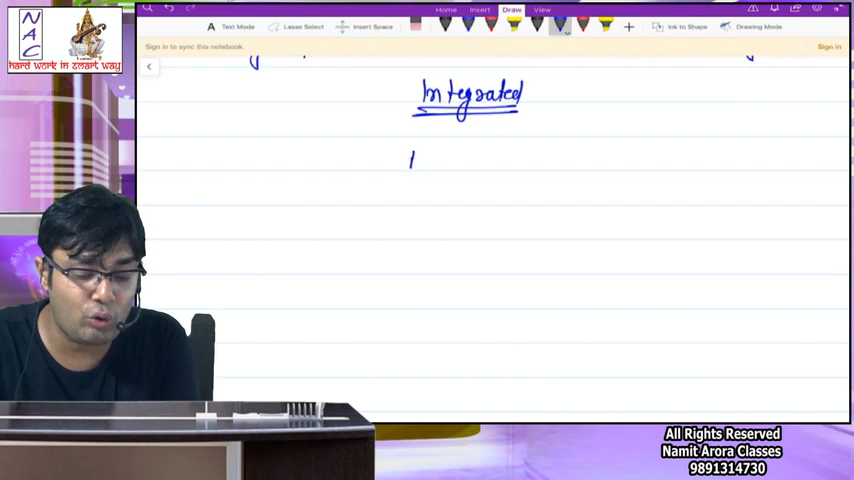 NAC
Hard work in Smart way
Home Insert Draw View
A Text Mode Lasso Select Insert Space Ink to Shape Drawing Mode
Sign in to sync this notebook. Sign in
Integrated
All Rights Reserved
Namit Arora Classes
9891314730